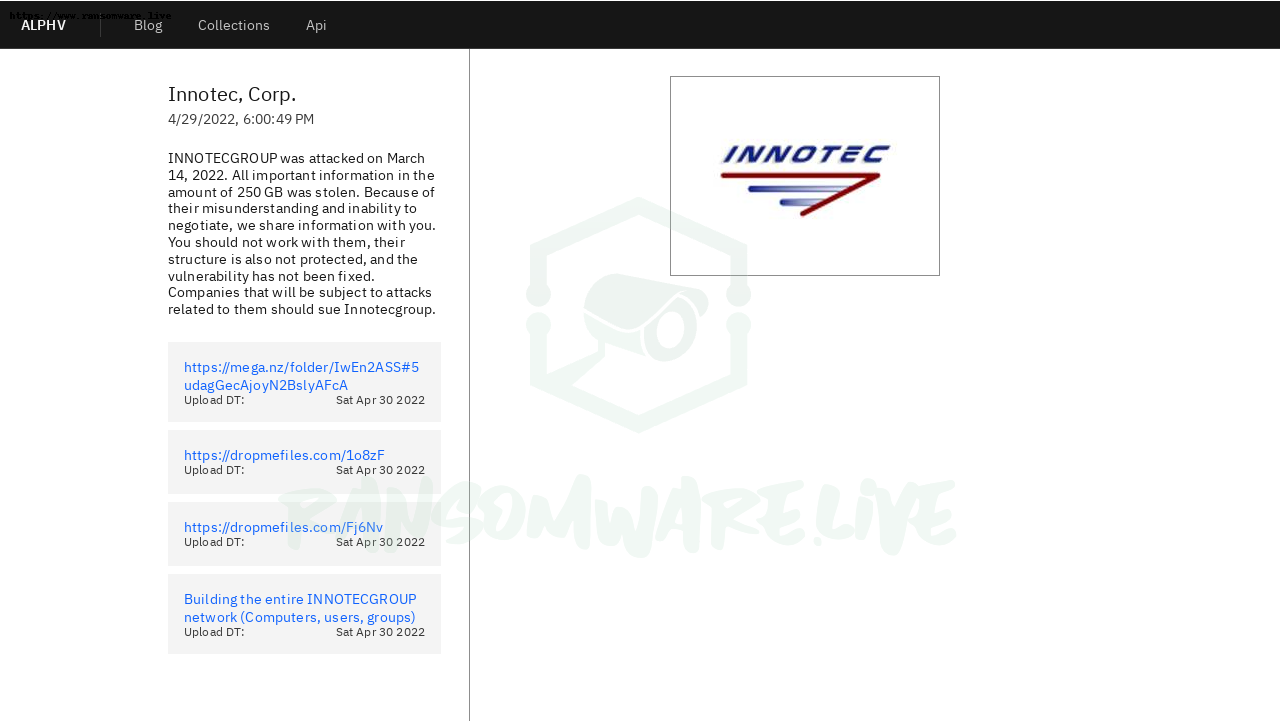 https://www.ransomware.live
ALPHV
Blog
Collections
Api
Innotec, Corp.
4/29/2022, 6:00:49 PM
INNOTECGROUP was attacked on March
14, 2022. All important information in the
amount of 250 GB was stolen. Because of
their misunderstanding and inability to
negotiate, we share information with you.
You should not work with them, their
structure is also not protected, and the
vulnerability has not been fixed.
Companies that will be subject to attacks
related to them should sue Innotecgroup.
https://mega.nz/folder/IwEn2ASS#5
udagGecAjoyN2BslyAFcA
Upload DT: Sat Apr 30 2022
https://dropmefiles.com/1o8zF
Upload DT: Sat Apr 30 2022
https://dropmefiles.com/Fj6Nv
Upload DT: Sat Apr 30 2022
Building the entire INNOTECGROUP
network (Computers, users, groups)
Upload DT: Sat Apr 30 2022
INNOTEC
RANSOMWARE.LIVE